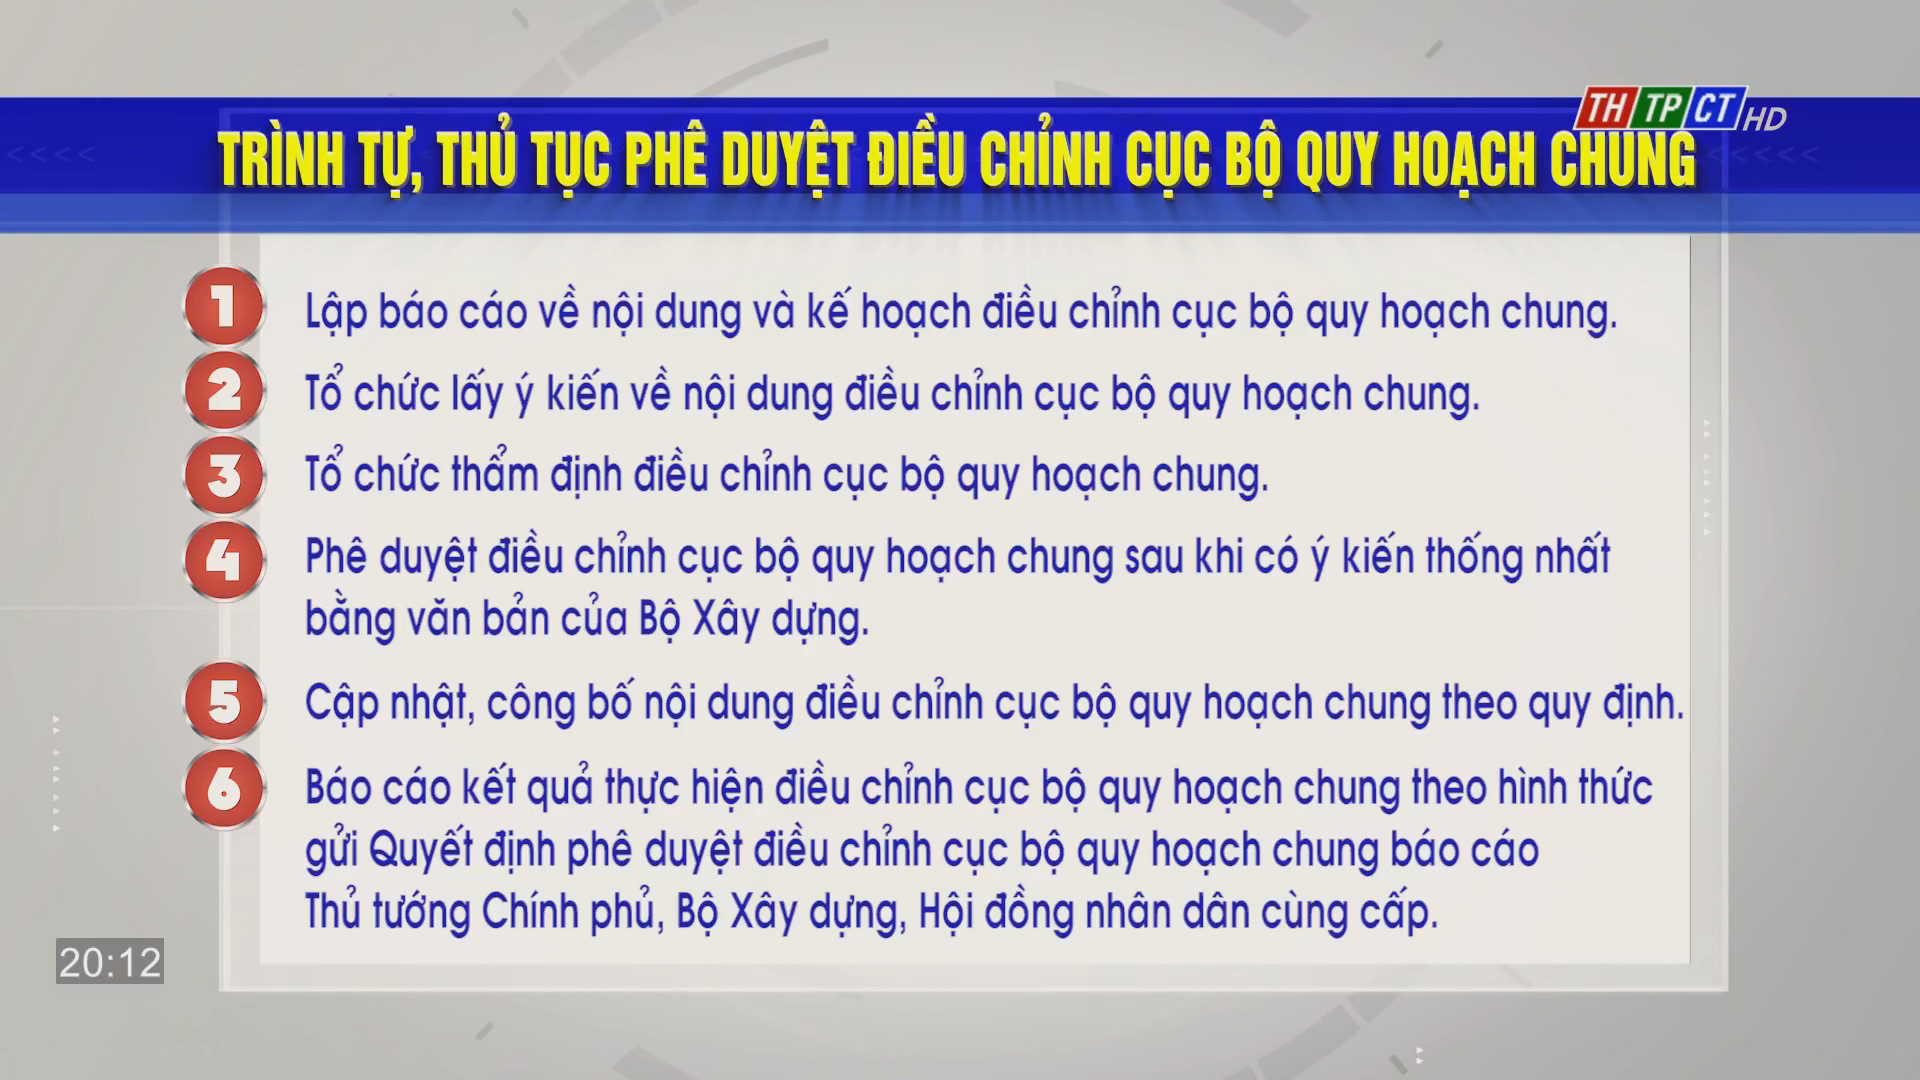 TH TP CT HD
TRÌNH TỰ, THỦ TỤC PHÊ DUYỆT ĐIỀU CHỈNH CỤC BỘ QUY HOẠCH CHUNG
1 Lập báo cáo về nội dung và kế hoạch điều chỉnh cục bộ quy hoạch chung.
2 Tổ chức lấy ý kiến về nội dung điều chỉnh cục bộ quy hoạch chung.
3 Tổ chức thẩm định điều chỉnh cục bộ quy hoạch chung.
4 Phê duyệt điều chỉnh cục bộ quy hoạch chung sau khi có ý kiến thống nhất
bằng văn bản của Bộ Xây dựng.
5 Cập nhật, công bố nội dung điều chỉnh cục bộ quy hoạch chung theo quy định.
6 Báo cáo kết quả thực hiện điều chỉnh cục bộ quy hoạch chung theo hình thức
gửi Quyết định phê duyệt điều chỉnh cục bộ quy hoạch chung báo cáo
Thủ tướng Chính phủ, Bộ Xây dựng, Hội đồng nhân dân cùng cấp.
20:12